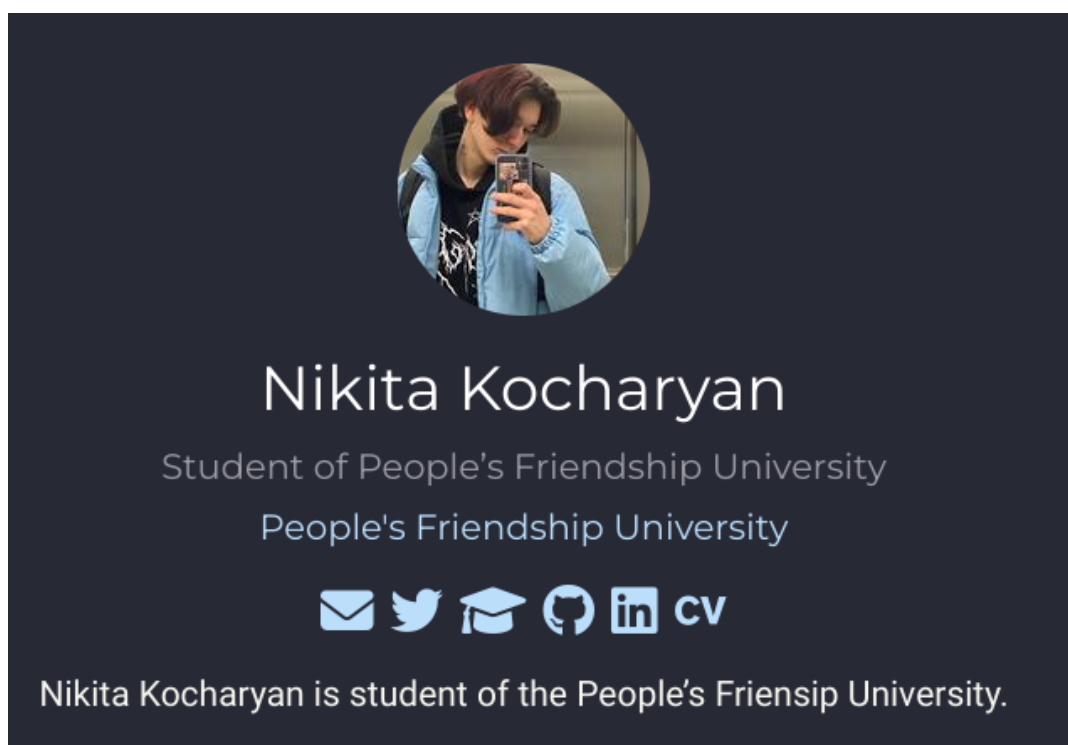 Nikita Kocharyan
Student of People’s Friendship University
People's Friendship University
CV
Nikita Kocharyan is student of the People’s Friensip University.